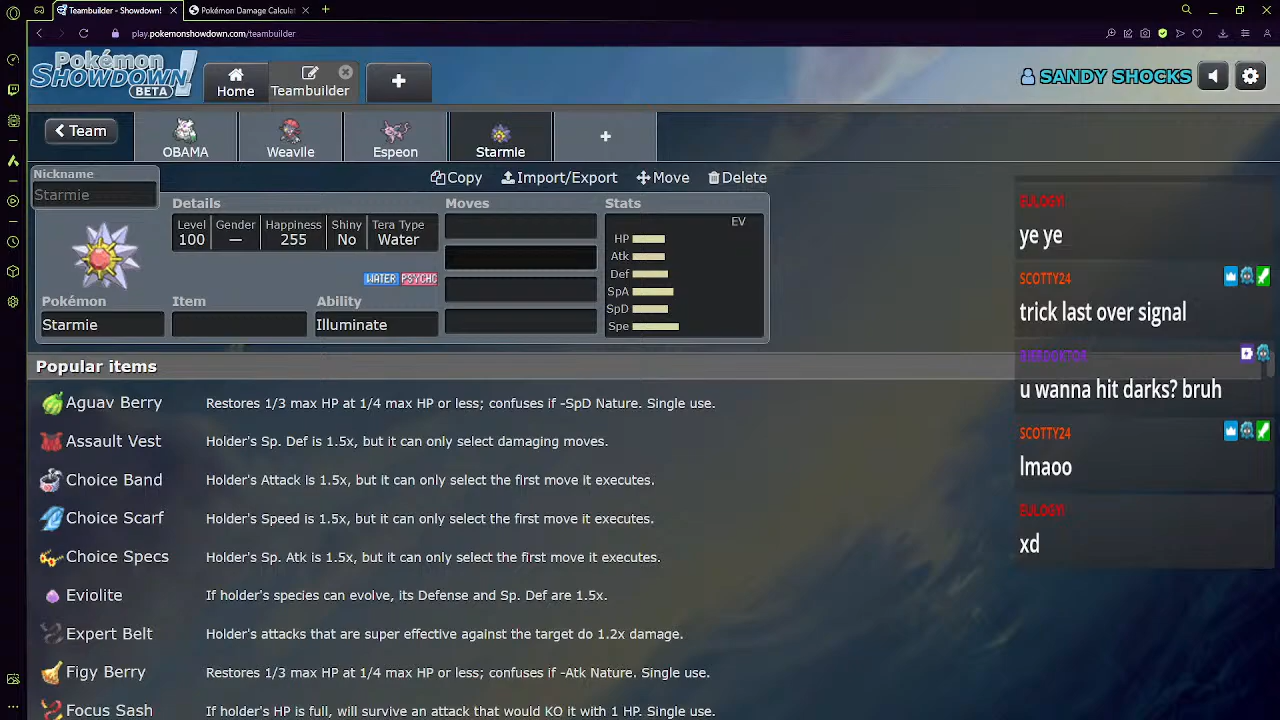 Teambuilder - Showdown!
Pokémon Damage Calculat
play.pokemonshowdown.com/teambuilder
Pokémon
Showdown!
BETA
Home
Teambuilder
SANDY SHOCKS
Team
OBAMA
Weavile
Espeon
Starmie
Nickname
Starmie
Copy
Import/Export
Move
Delete
Details
Level
100
Gender
—
Happiness
255
Shiny
No
Tera Type
Water
WATER
PSYCHC
Pokémon
Starmie
Item
Ability
Illuminate
Moves
Stats
EV
HP
Atk
Def
SpA
SpD
Spe
Popular items
Aguav Berry Restores 1/3 max HP at 1/4 max HP or less; confuses if -SpD Nature. Single use.
Assault Vest Holder's Sp. Def is 1.5x, but it can only select damaging moves.
Choice Band Holder's Attack is 1.5x, but it can only select the first move it executes.
Choice Scarf Holder's Speed is 1.5x, but it can only select the first move it executes.
Choice Specs Holder's Sp. Atk is 1.5x, but it can only select the first move it executes.
Eviolite If holder's species can evolve, its Defense and Sp. Def are 1.5x.
Expert Belt Holder's attacks that are super effective against the target do 1.2x damage.
Figy Berry Restores 1/3 max HP at 1/4 max HP or less; confuses if -Atk Nature. Single use.
Focus Sash If holder's HP is full, will survive an attack that would KO it with 1 HP. Single use.
ye ye
SCOTTY24
trick last over signal
u wanna hit darks? bruh
SCOTTY24
lmaoo
xd